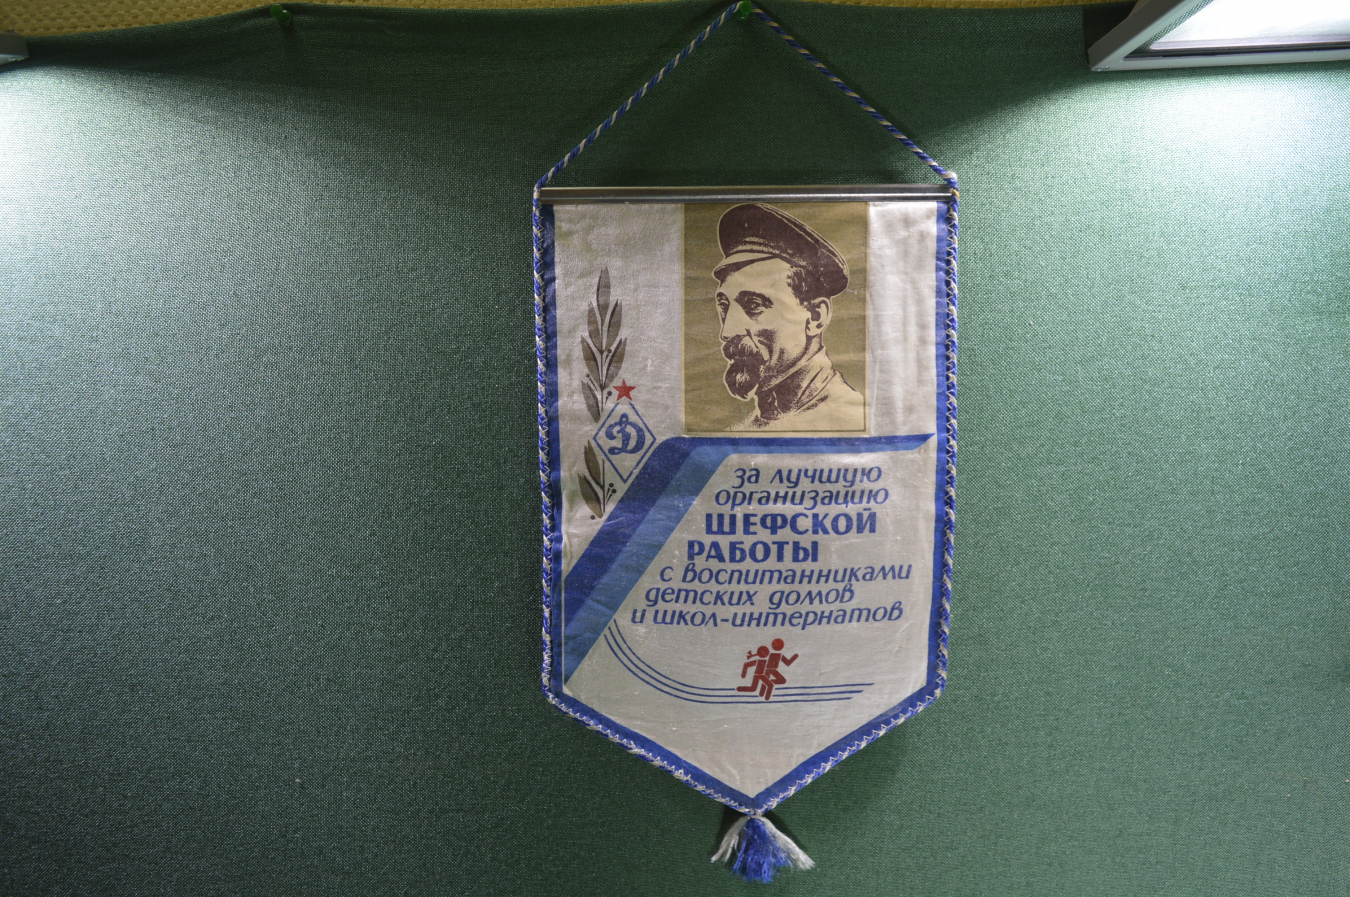 Д
за лучшую
организацию
ШЕФСКОЙ
РАБОТЫ
с воспитанниками
детских домов
и школ-интернатов